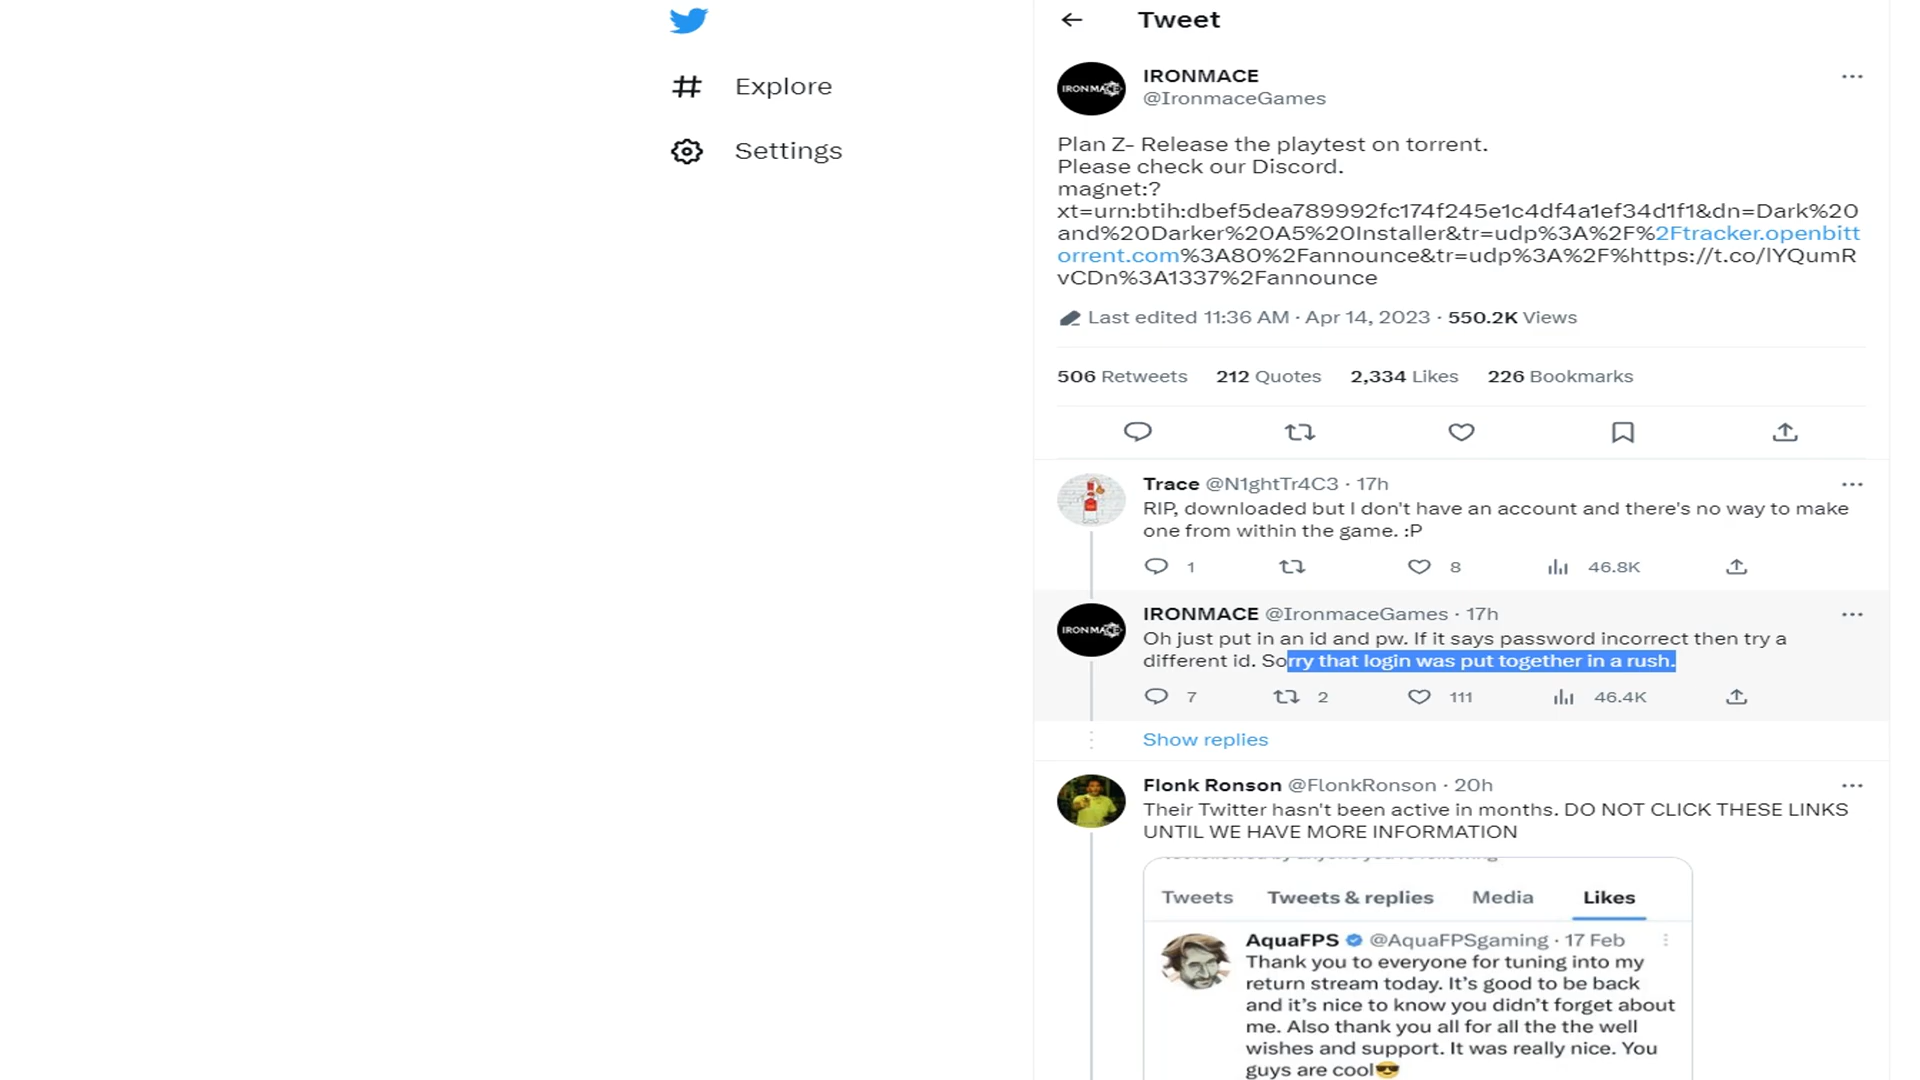 Explore
Settings
Tweet
IRONMACE
IRONMACE
@IronmaceGames
Plan Z- Release the playtest on torrent.
Please check our Discord.
magnet:?
xt=urn:btih:dbef5dea789992fc174f245e1c4df4a1ef34d1f1&dn=Dark%20
and%20Darker%20A5%20Installer&tr=udp%3A%2F%2Ftracker.openbitt
orrent.com%3A80%2Fannounce&tr=udp%3A%2F%https://t.co/lYQumR
vCDn%3A1337%2Fannounce
Last edited 11:36 AM · Apr 14, 2023 · 550.2K Views
506 Retweets 212 Quotes 2,334 Likes 226 Bookmarks
Trace @N1ghtTr4C3 · 17h
RIP, downloaded but I don't have an account and there's no way to make
one from within the game. :P
1 8 46.8K
IRONMACE
IRONMACE @IronmaceGames · 17h
Oh just put in an id and pw. If it says password incorrect then try a
different id. Sorry that login was put together in a rush.
7 2 111 46.4K
Show replies
Flonk Ronson @FlonkRonson · 20h
Their Twitter hasn't been active in months. DO NOT CLICK THESE LINKS
UNTIL WE HAVE MORE INFORMATION
Tweets Tweets & replies Media Likes
AquaFPS @AquaFPSgaming · 17 Feb
Thank you to everyone for tuning into my
return stream today. It's good to be back
and it's nice to know you didn't forget about
me. Also thank you all for all the the well
wishes and support. It was really nice. You
guys are cool😎